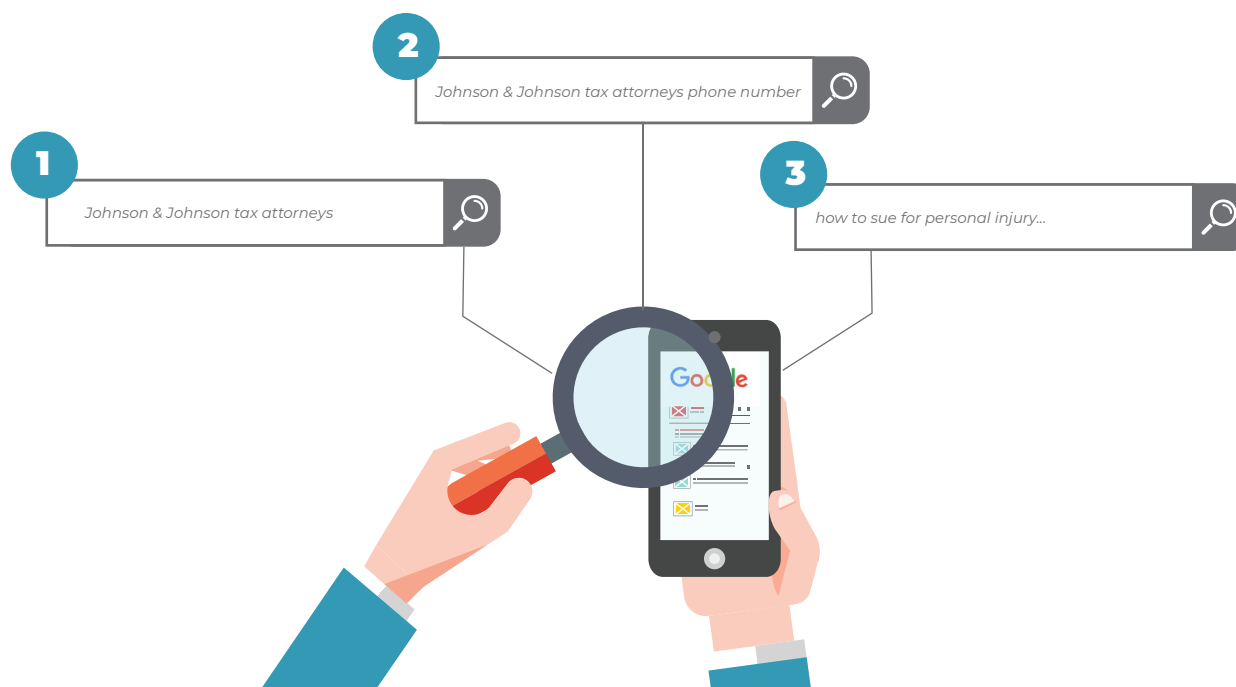 2
Johnson & Johnson tax attorneys phone number
1
Johnson & Johnson tax attorneys
3
how to sue for personal injury...
Google